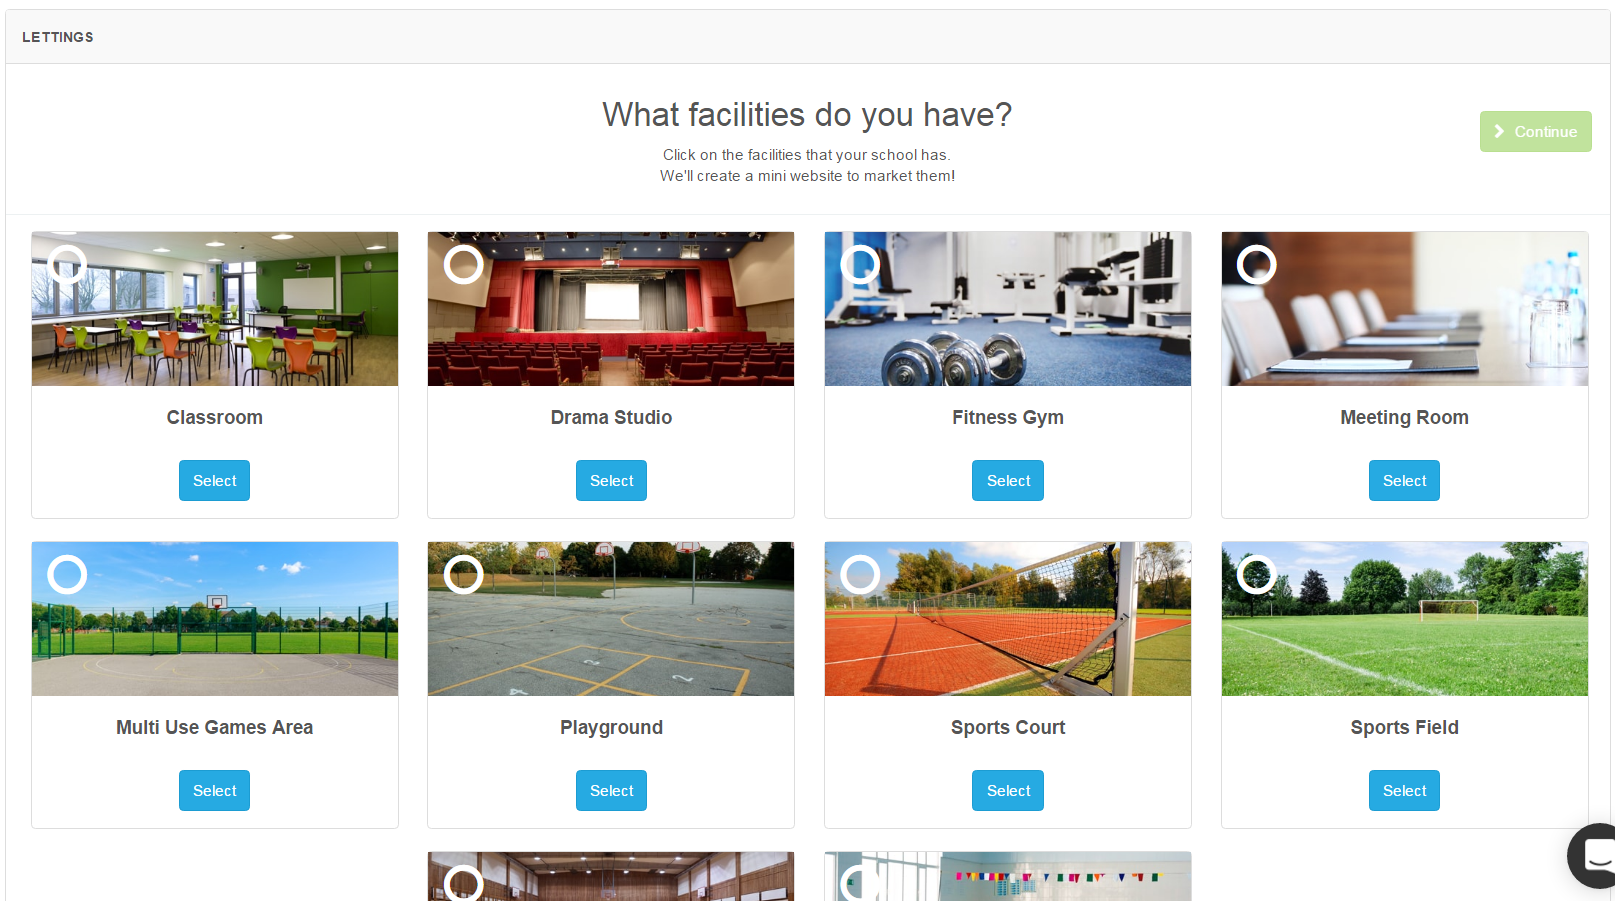 LETTINGS
What facilities do you have?
Continue
Click on the facilities that your school has.
We'll create a mini website to market them!
Classroom
Drama Studio
Fitness Gym
Meeting Room
Select
Select
Select
Select
Multi Use Games Area
Playground
Sports Court
Sports Field
Select
Select
Select
Select